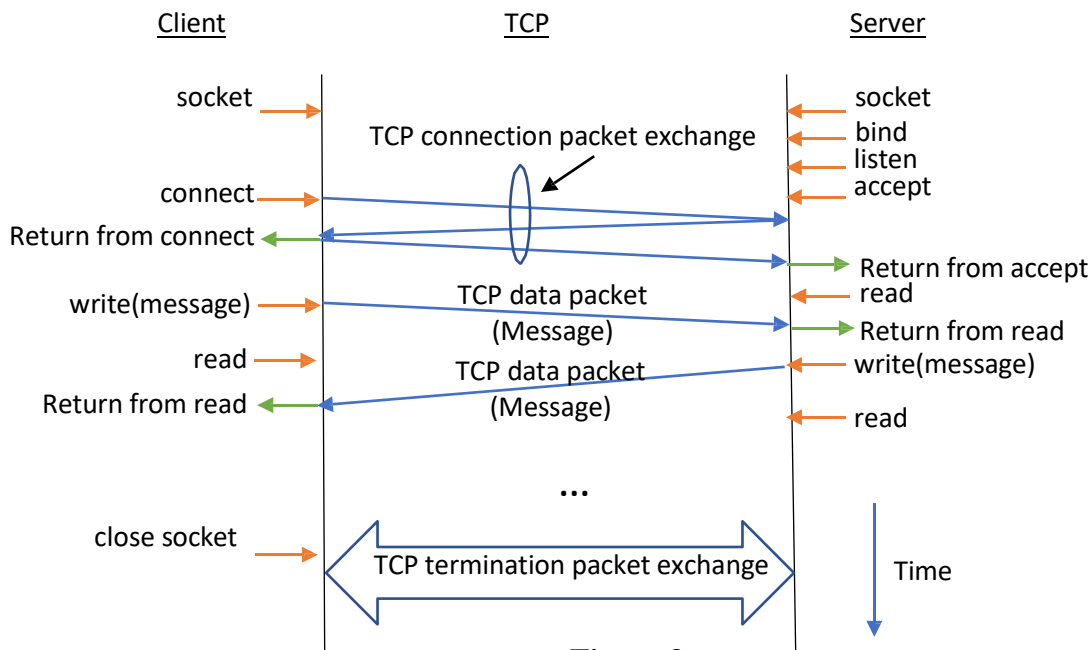 Client TCP Server
socket socket
bind
TCP connection packet exchange
listen
connect accept
Return from connect
Return from accept
write(message) TCP data packet read
(Message) Return from read
read TCP data packet write(message)
Return from read (Message) read
...
close socket
TCP termination packet exchange Time